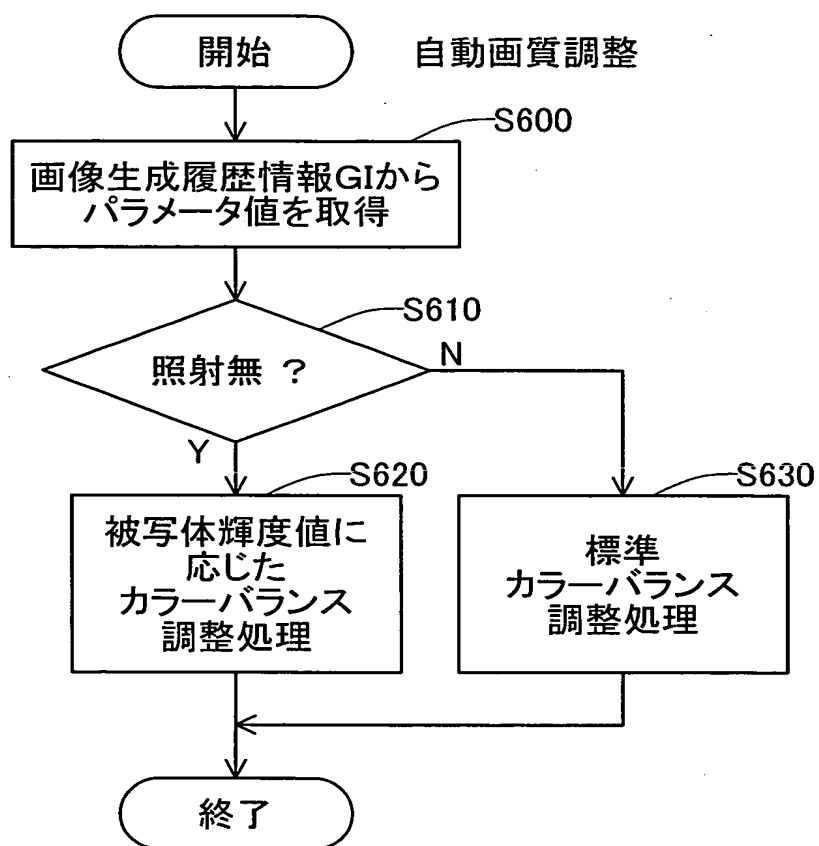 開始
自動画質調整
S600
画像生成履歴情報GIから
パラメータ値を取得
S610
照射無 ?
N
Y
S620
被写体輝度値に
応じた
カラーバランス
調整処理
S630
標準
カラーバランス
調整処理
終了